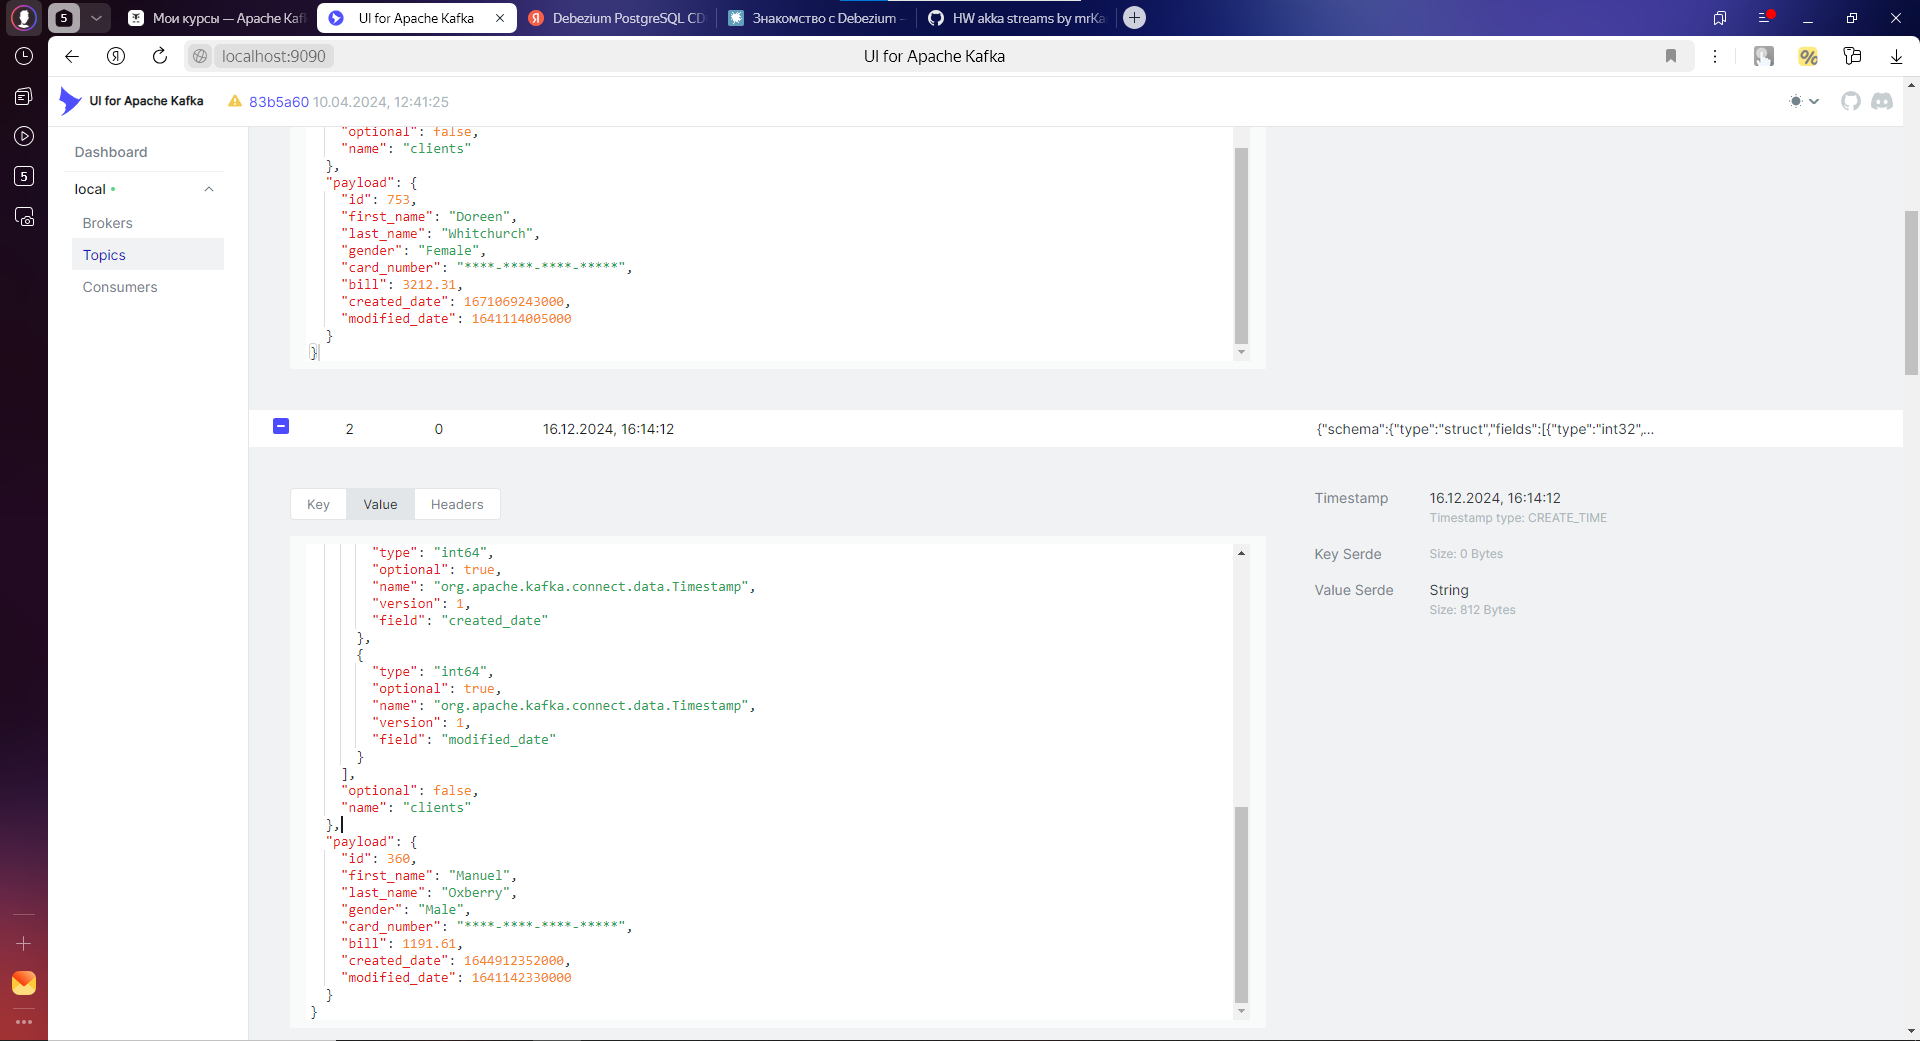 5
Мои курсы — Apache Kaf
UI for Apache Kafka
Debezium PostgreSQL CD
Знакомство с Debezium -
HW akka streams by mrKa
localhost:9090
UI for Apache Kafka
5
UI for Apache Kafka
83b5a60 10.04.2024, 12:41:25
Dashboard
local
Brokers
Topics
Consumers
"optional": false,
"name": "clients"
},
"payload": {
"id": 753,
"first_name": "Doreen",
"last_name": "Whitchurch",
"gender": "Female",
"card_number": "****-****-****-*****",
"bill": 3212.31,
"created_date": 1671069243000,
"modified_date": 1641114005000
}
}
2 0 16.12.2024, 16:14:12 {"schema":{"type":"struct","fields":[{"type":"int32",...
Key Value Headers
"type": "int64",
"optional": true,
"name": "org.apache.kafka.connect.data.Timestamp",
"version": 1,
"field": "created_date"
},
{
"type": "int64",
"optional": true,
"name": "org.apache.kafka.connect.data.Timestamp",
"version": 1,
"field": "modified_date"
}
],
"optional": false,
"name": "clients"
},
"payload": {
"id": 360,
"first_name": "Manuel",
"last_name": "Oxberry",
"gender": "Male",
"card_number": "****-****-****-*****",
"bill": 1191.61,
"created_date": 1644912352000,
"modified_date": 1641142330000
}
}
Timestamp 16.12.2024, 16:14:12
Timestamp type: CREATE_TIME
Key Serde Size: 0 Bytes
Value Serde String
Size: 812 Bytes